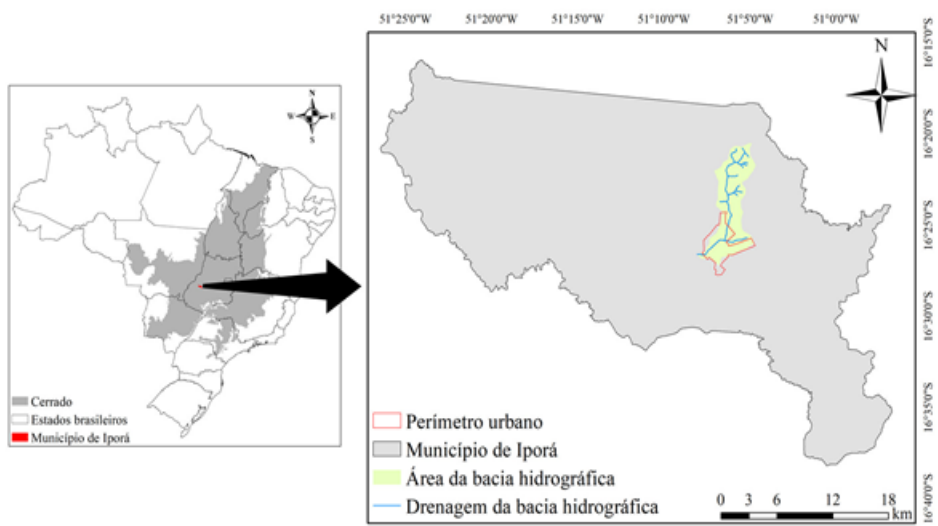 51°25'0"W 51°20'0"W 51°15'0"W 51°10'0"W 51°5'0"W 51°0'0"W
16°15'0"S
16°20'0"S
16°25'0"S
16°30'0"S
16°35'0"S
16°40'0"S
N
W E
S
Cerrado
Estados brasileiros
Município de Iporá
N
Perímetro urbano
Município de Iporá
Área da bacia hidrográfica
Drenagem da bacia hidrográfica
0 3 6 12 18
km